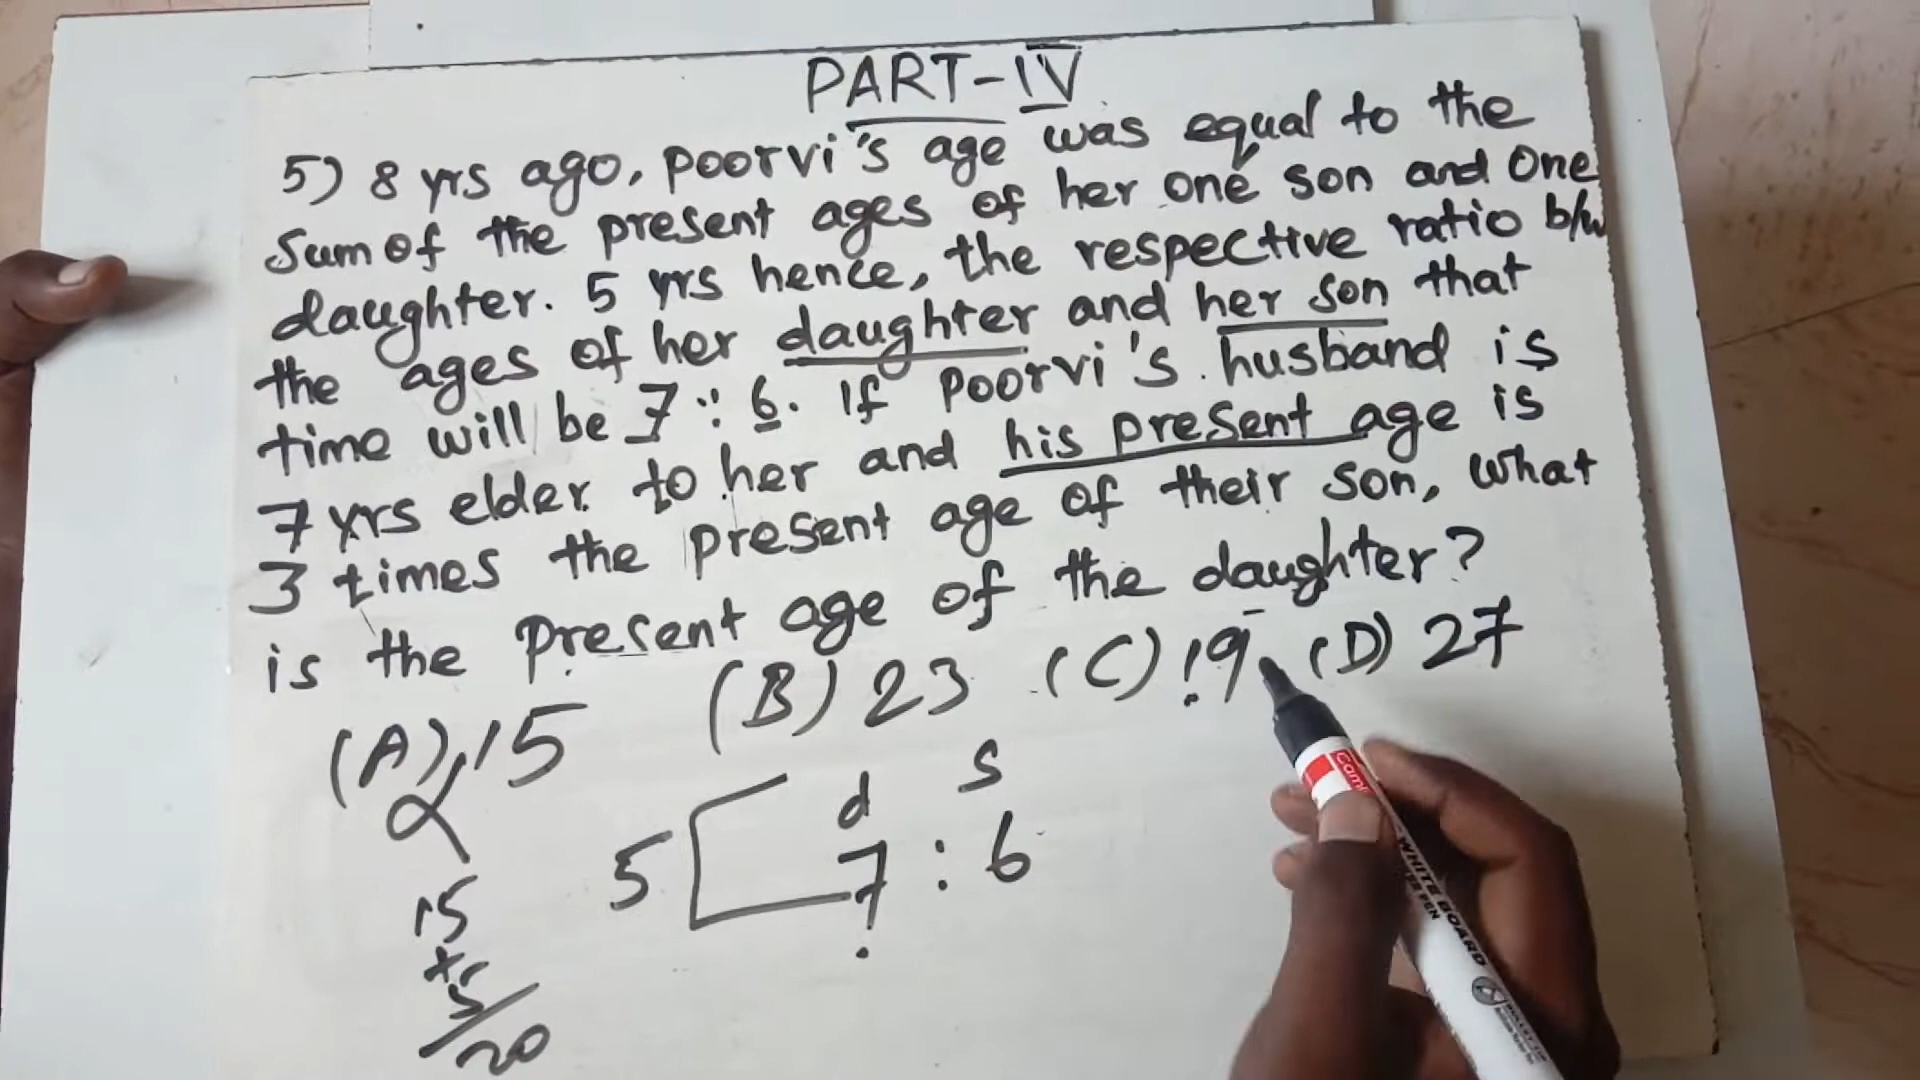 PART-IV
5) 8 yrs ago, Poorvi's age was equal to the
sum of the present ages of her one son and one
daughter. 5 yrs hence, the respective ratio b/w
the ages of her daughter and her son that
time will be 7 : 6. If Poorvi's husband is
7 yrs elder to her and his present age is
3 times the present age of their son, what
is the present age of the daughter?
(A) 15 (B) 23 (C) 19 (D) 27
d s
5 7 : 6
15
+
5
20
Cam
WHITE BOARD
PEN